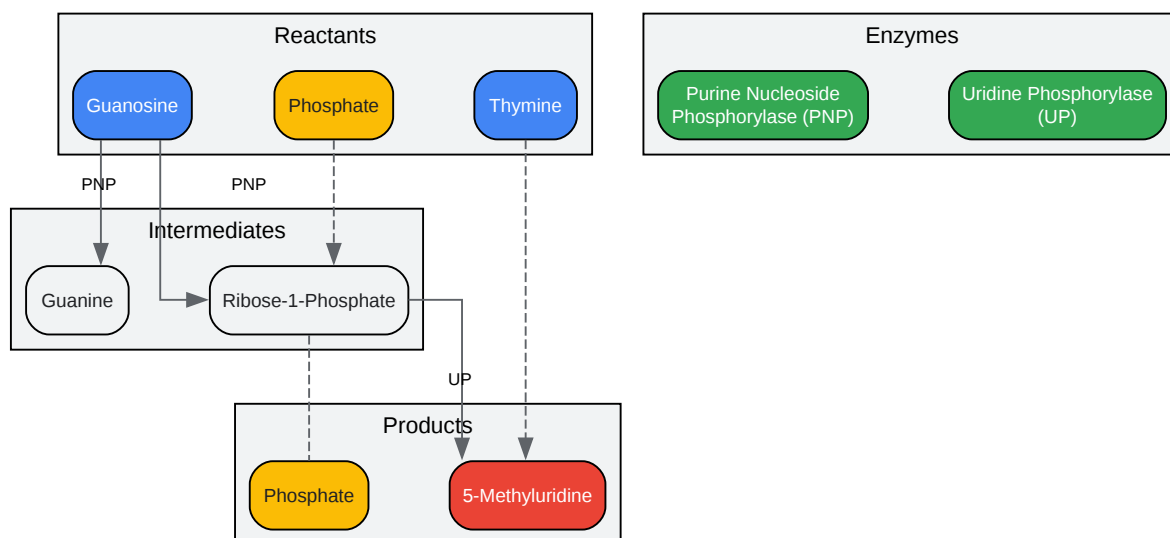 Reactants
Enzymes
Guanosine
Phosphate
Thymine
Purine Nucleoside
Phosphorylase (PNP)
Uridine Phosphorylase
(UP)
PNP
PNP
Intermediates
Guanine
Ribose-1-Phosphate
UP
Products
Phosphate
5-Methyluridine